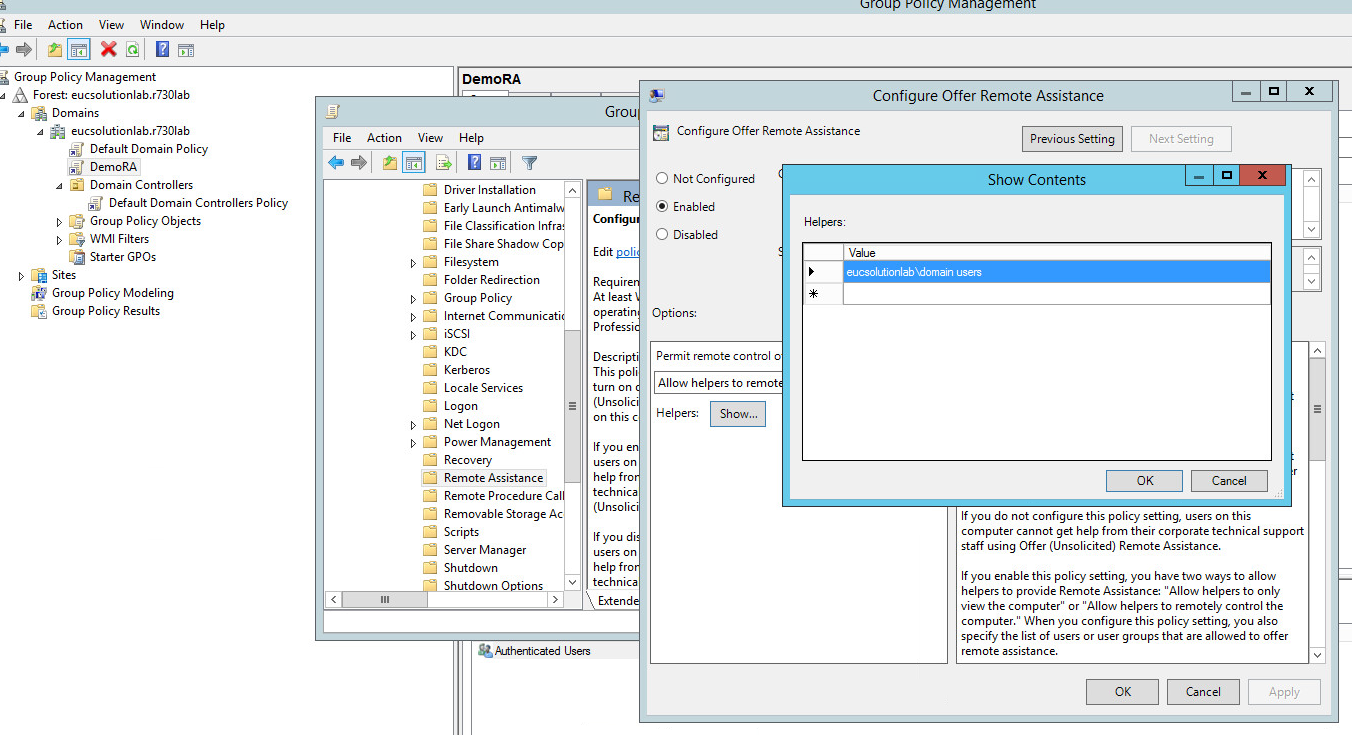 Group Policy Management
File Action View Window Help
Group Policy Management
Forest: eucsolutionlab.r730lab
Domains
eucsolutionlab.r730lab
Default Domain Policy
DemoRA
Domain Controllers
Default Domain Controllers Policy
Group Policy Objects
WMI Filters
Starter GPOs
Sites
Group Policy Modeling
Group Policy Results
DemoRA
Authenticated Users
Grou
File Action View Help
Driver Installation
Early Launch Antimalw
File Classification Infras
File Share Shadow Cop
Filesystem
Folder Redirection
Group Policy
Internet Communicatio
iSCSI
KDC
Kerberos
Locale Services
Logon
Net Logon
Power Management
Recovery
Remote Assistance
Remote Procedure Call
Removable Storage Ac
Scripts
Server Manager
Shutdown
Shutdown Options
Re
Configur
Edit polic
Requirem
At least W
operating
Professio
Descripti
This poli
turn on o
(Unsolici
on this c
If you en
users on
help from
technica
(Unsolici
If you dis
users on
help from
technica
Extende
Configure Offer Remote Assistance
Configure Offer Remote Assistance
Previous Setting Next Setting
Not Configured
Enabled
Disabled
Options:
Permit remote control o
Allow helpers to remote
Helpers: Show...
If you do not configure this policy setting, users on this
computer cannot get help from their corporate technical support
staff using Offer (Unsolicited) Remote Assistance.
If you enable this policy setting, you have two ways to allow
helpers to provide Remote Assistance: "Allow helpers to only
view the computer" or "Allow helpers to remotely control the
computer." When you configure this policy setting, you also
specify the list of users or user groups that are allowed to offer
remote assistance.
OK Cancel Apply
Show Contents
Helpers:
Value
eucsolutionlab\domain users
OK Cancel